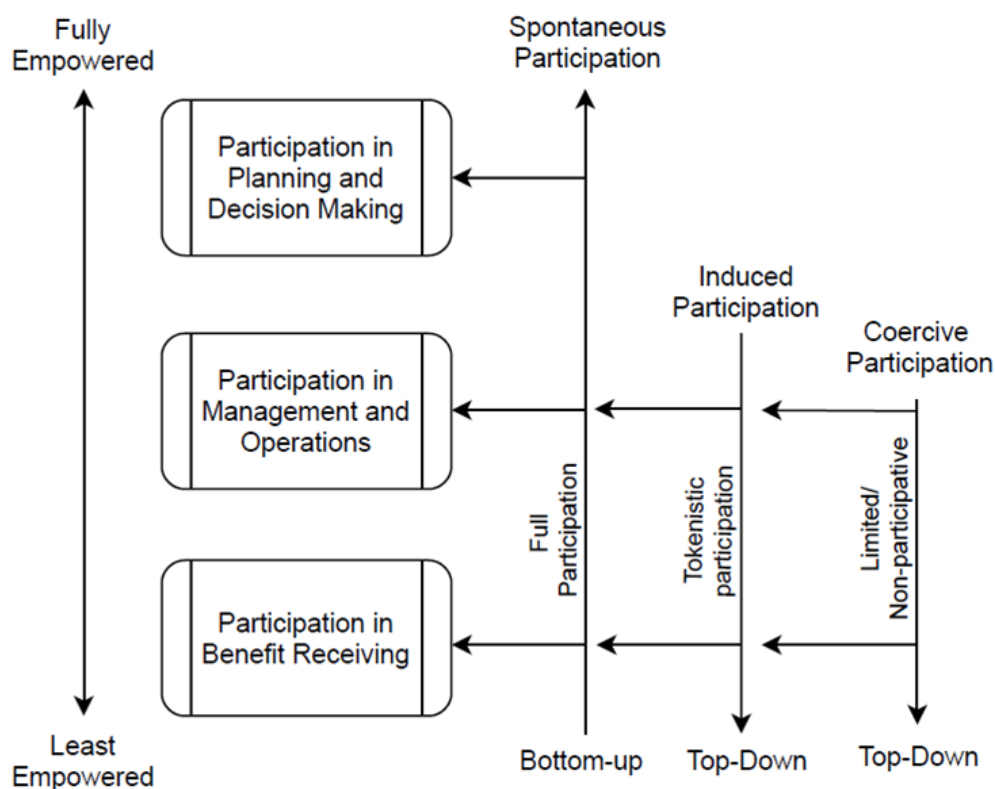 Fully
Empowered
Spontaneous
Participation
Participation in
Planning and
Decision Making
Induced
Participation
Coercive
Participation
Participation in
Management and
Operations
Full
Participation
Tokenistic
participation
Limited/
Non-participative
Participation in
Benefit Receiving
Least
Empowered
Bottom-up
Top-Down
Top-Down